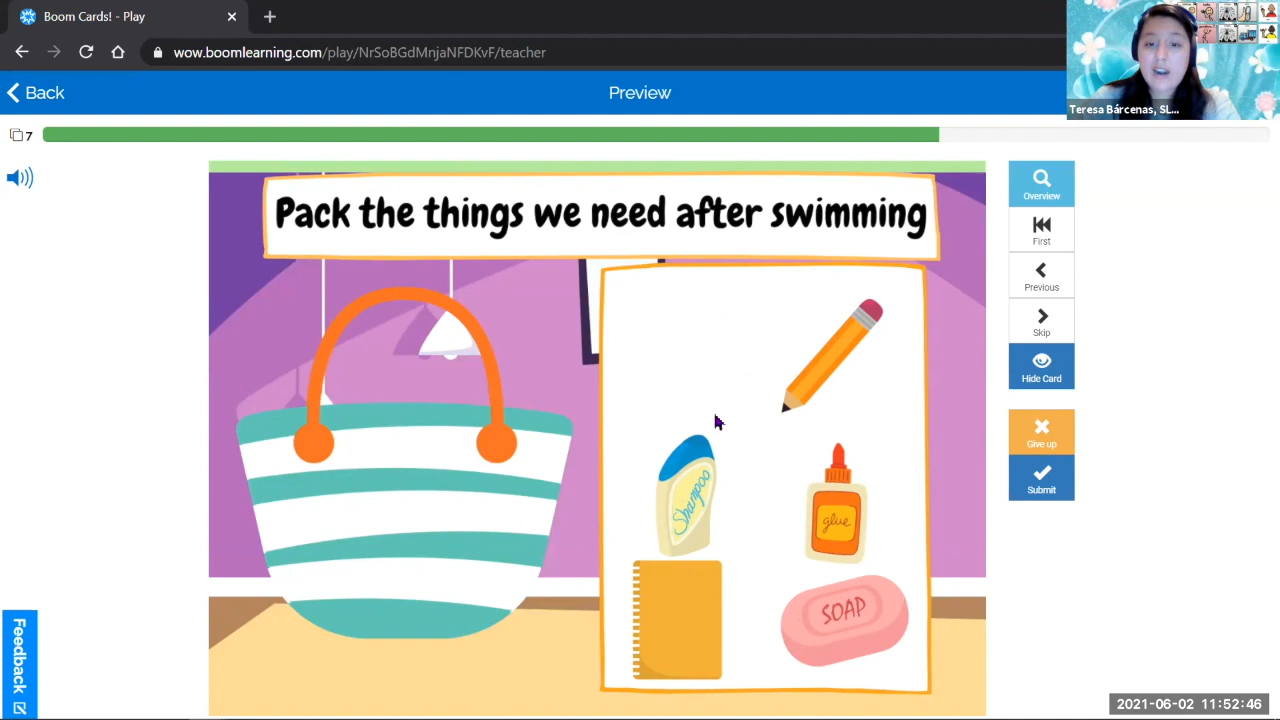 Boom Cards! - Play
wow.boomlearning.com/play/NrSoBGdMnjaNFDKvF/teacher
Back
Preview
Teresa Bárcenas, SL...
7
Pack the things we need after swimming
Overview
First
Previous
Skip
Hide Card
Give up
Submit
Shampoo
glue
SOAP
Feedback
2021-06-02 11:52:46